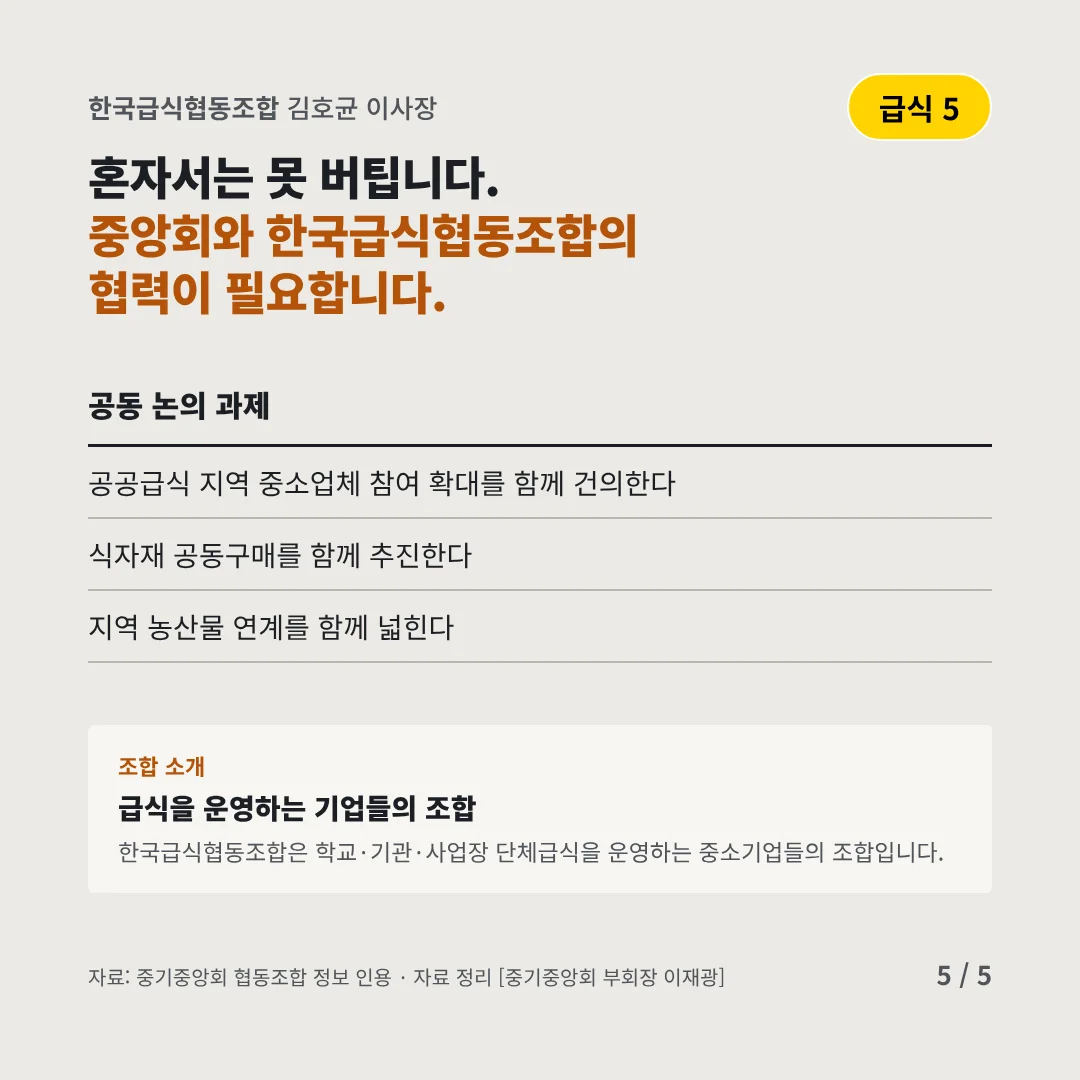 한국급식협동조합 김호균 이사장
급식 5
혼자서는 못 버팁니다.
중앙회와 한국급식협동조합의
협력이 필요합니다.
공동 논의 과제
공공급식 지역 중소업체 참여 확대를 함께 건의한다
식자재 공동구매를 함께 추진한다
지역 농산물 연계를 함께 넓힌다
조합 소개
급식을 운영하는 기업들의 조합
한국급식협동조합은 학교·기관·사업장 단체급식을 운영하는 중소기업들의 조합입니다.
자료: 중기중앙회 협동조합 정보 인용 · 자료 정리 [중기중앙회 부회장 이재광]
5 / 5